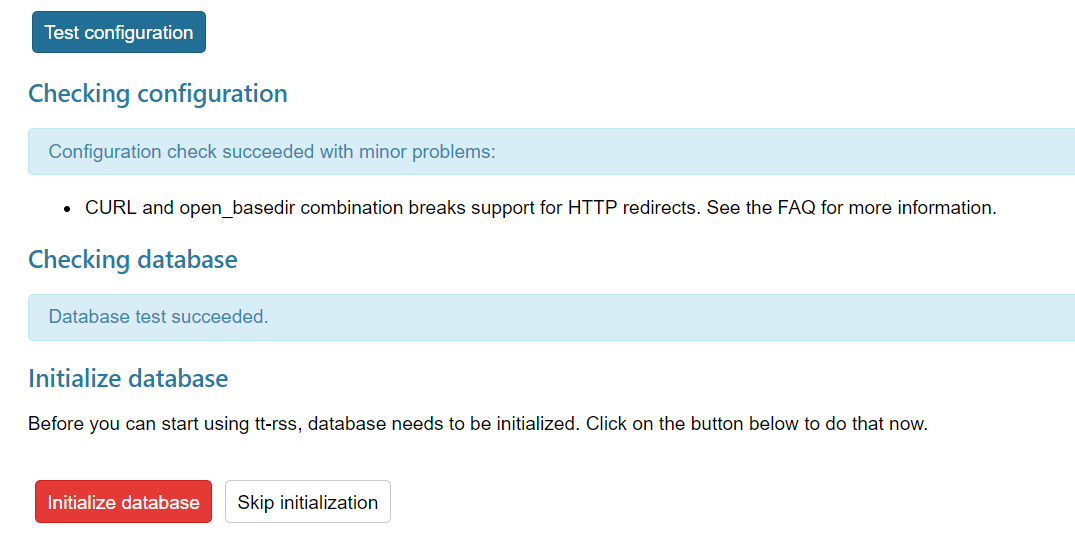 Test configuration
Checking configuration
Configuration check succeeded with minor problems:
CURL and open_basedir combination breaks support for HTTP redirects. See the FAQ for more information.
Checking database
Database test succeeded.
Initialize database
Before you can start using tt-rss, database needs to be initialized. Click on the button below to do that now.
Initialize database Skip initialization